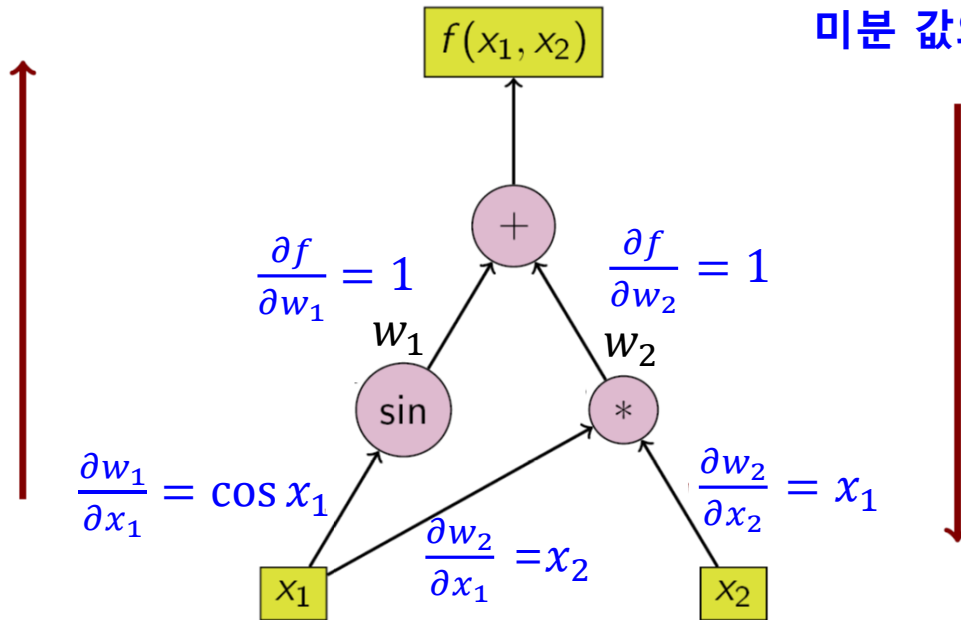 f(x₁, x₂)
미분 값
+
∂f/∂w₁ = 1
∂f/∂w₂ = 1
w₁
w₂
sin
*
∂w₁/∂x₁ = cos x₁
∂w₂/∂x₁ =x₂
∂w₂/∂x₂ = x₁
x₁
x₂